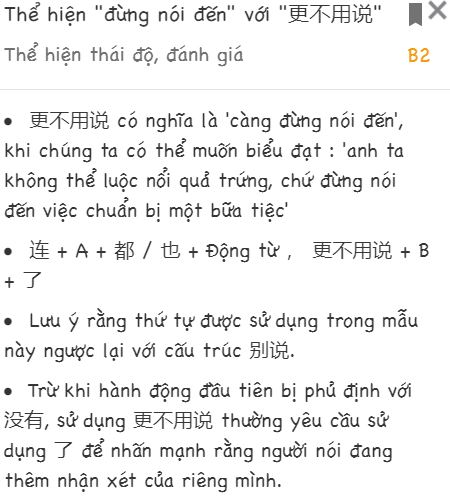 Thể hiện "đừng nói đến" với "更不用说"
Thể hiện thái độ, đánh giá B2
• 更不用说 có nghĩa là 'càng đừng nói đến',
khi chúng ta có thể muốn biểu đạt : 'anh ta
không thể luộc nổi quả trứng, chứ đừng nói
đến việc chuẩn bị một bữa tiệc'
• 连 + A + 都 / 也 + Động từ ， 更不用说 + B
+ 了
• Lưu ý rằng thứ tự được sử dụng trong mẫu
này ngược lại với cấu trúc 别说.
• Trừ khi hành động đầu tiên bị phủ định với
没有, sử dụng 更不用说 thường yêu cầu sử
dụng 了 để nhấn mạnh rằng người nói đang
thêm nhận xét của riêng mình.